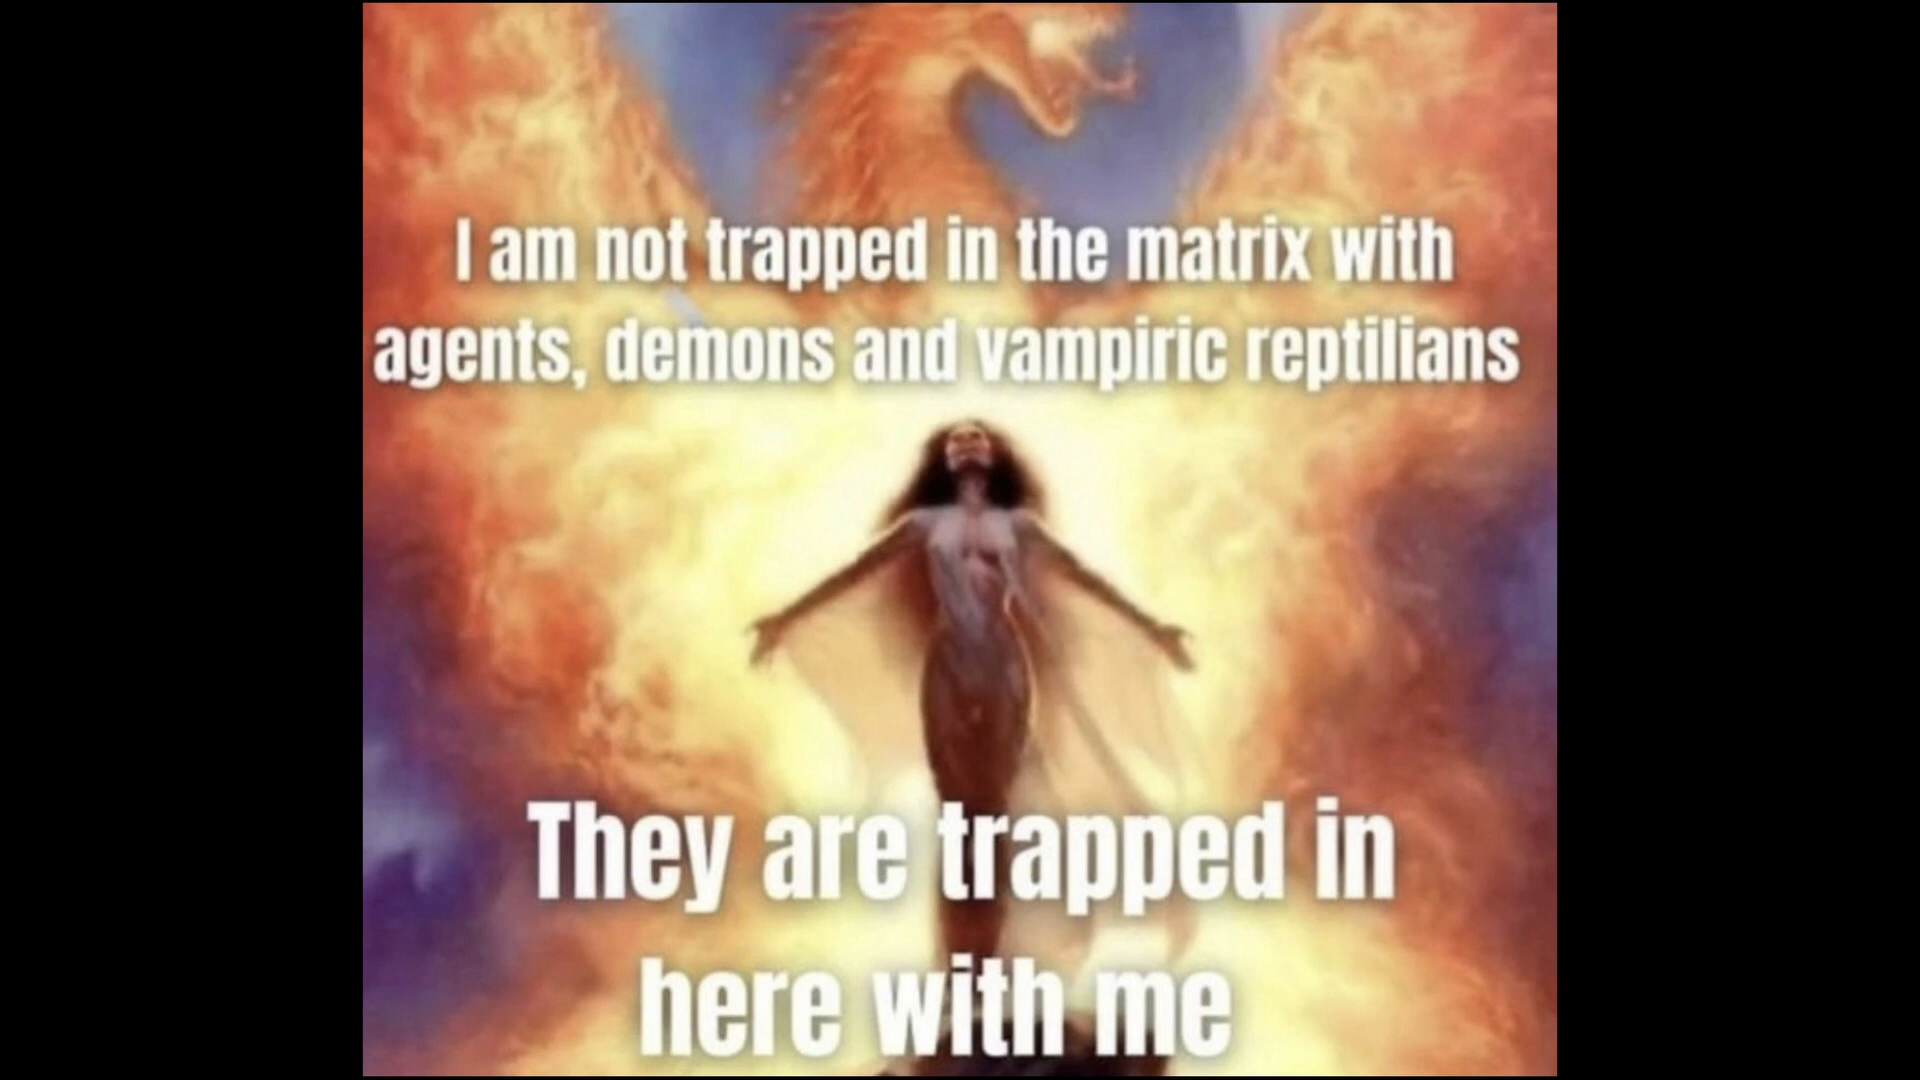 I am not trapped in the matrix with
agents, demons and vampiric reptilians
They are trapped in
here with me